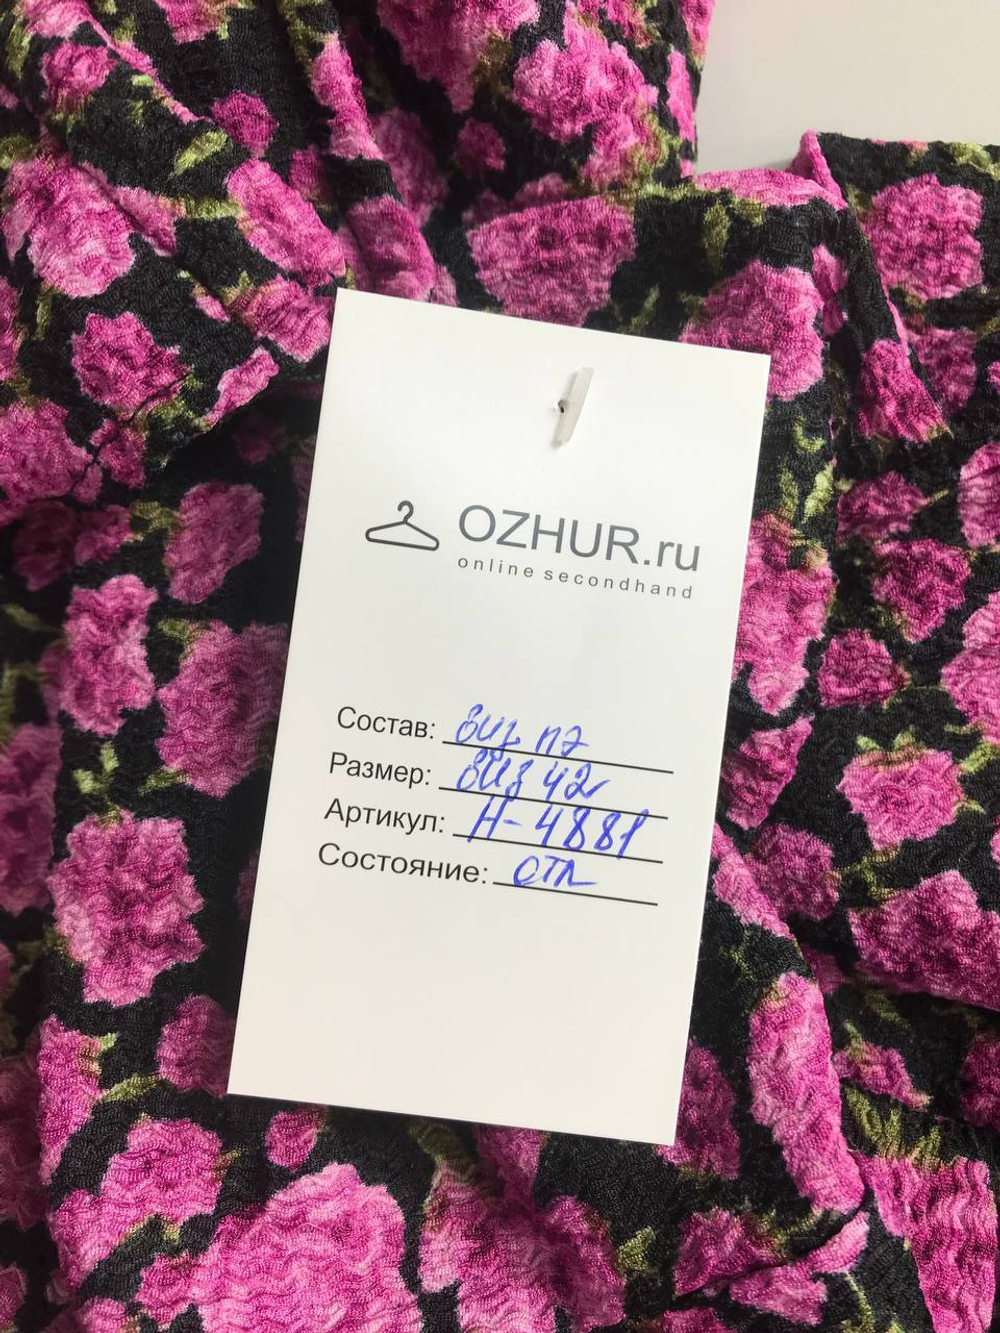 OZHUR.ru
online secondhand
Состав: виз пэ
Размер: виз 42
Артикул: Н-4881
Состояние: отл